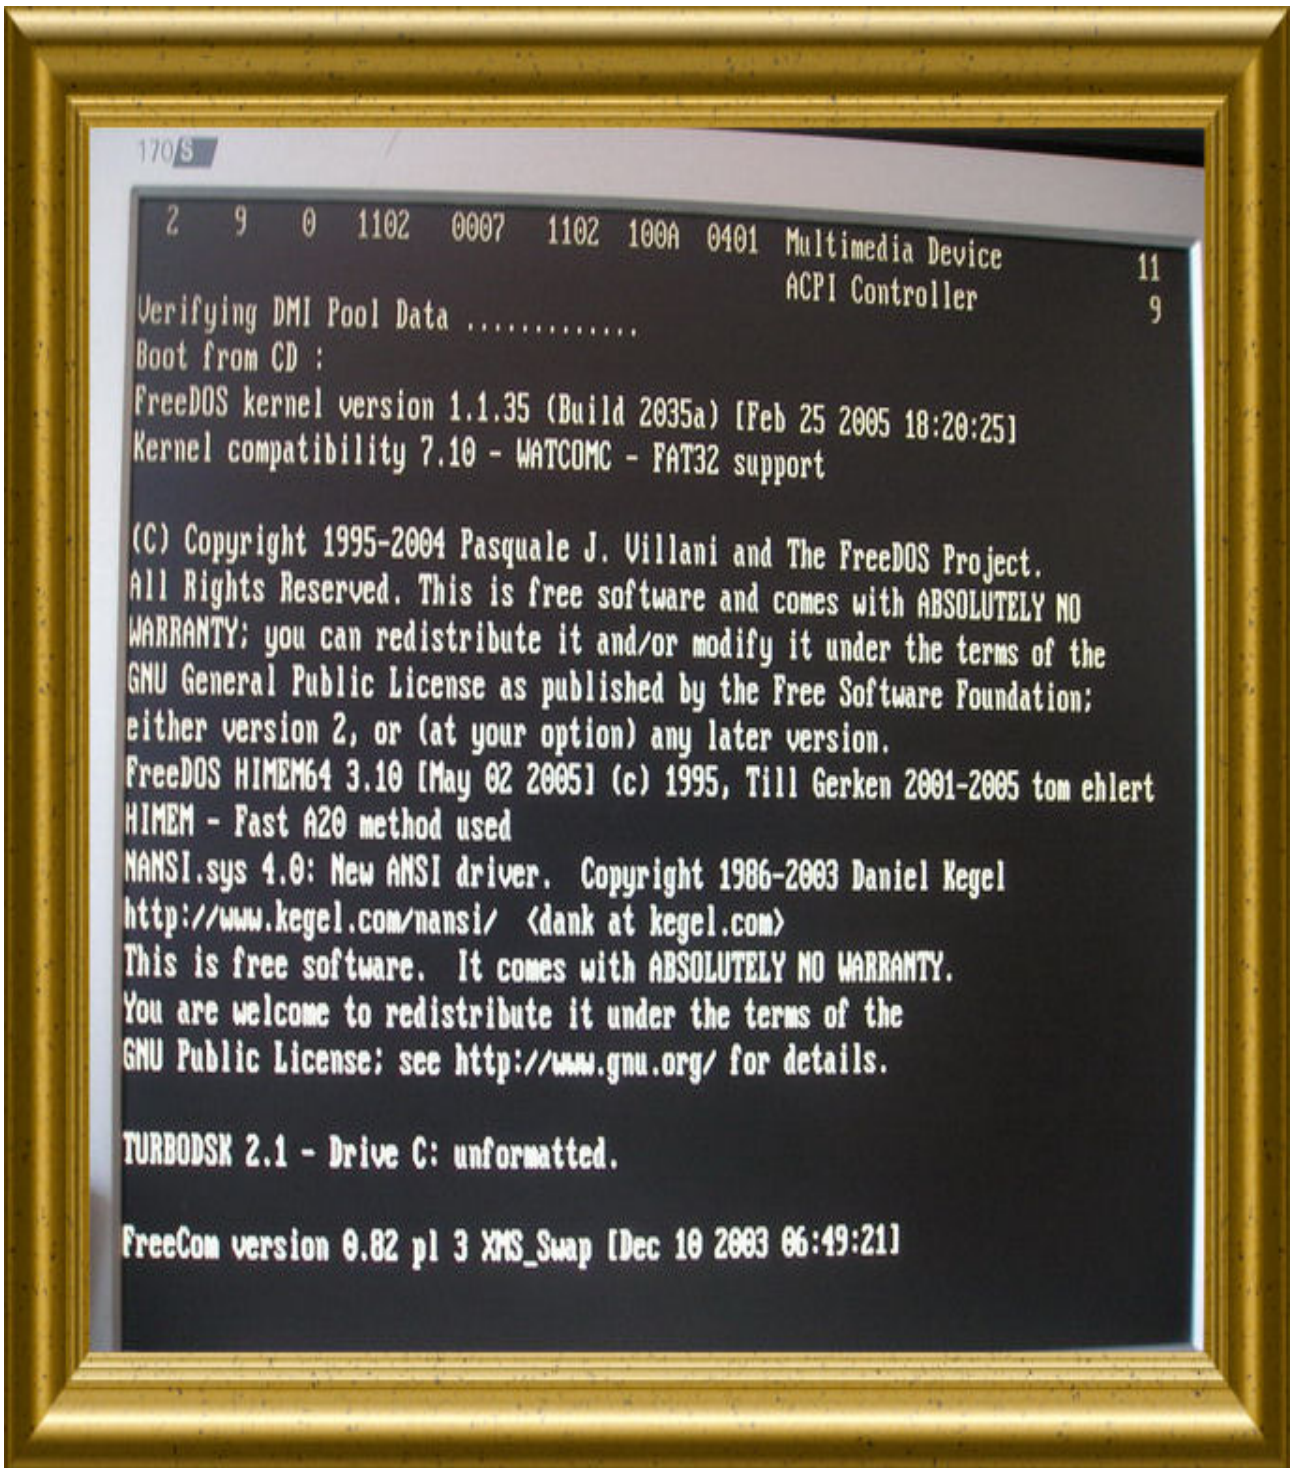 170S
2 9 0 1102 0007 1102 100A 0401 Multimedia Device 11
ACPI Controller 9
Verifying DMI Pool Data .............
Boot from CD :
FreeDOS kernel version 1.1.35 (Build 2035a) [Feb 25 2005 18:20:25]
Kernel compatibility 7.10 - WATCOMC - FAT32 support
(C) Copyright 1995-2004 Pasquale J. Villani and The FreeDOS Project.
All Rights Reserved. This is free software and comes with ABSOLUTELY NO
WARRANTY; you can redistribute it and/or modify it under the terms of the
GNU General Public License as published by the Free Software Foundation;
either version 2, or (at your option) any later version.
FreeDOS HIMEM64 3.10 [May 02 2005] (c) 1995, Till Gerken 2001-2005 tom ehlert
HIMEM - Fast A20 method used
NANSI.sys 4.0: New ANSI driver.  Copyright 1986-2003 Daniel Kegel
http://www.kegel.com/nansi/  <dank at kegel.com>
This is free software.  It comes with ABSOLUTELY NO WARRANTY.
You are welcome to redistribute it under the terms of the
GNU Public License; see http://www.gnu.org/ for details.
TURBODSK 2.1 - Drive C: unformatted.
FreeCom version 0.82 pl 3 XMS_Swap [Dec 10 2003 06:49:21]